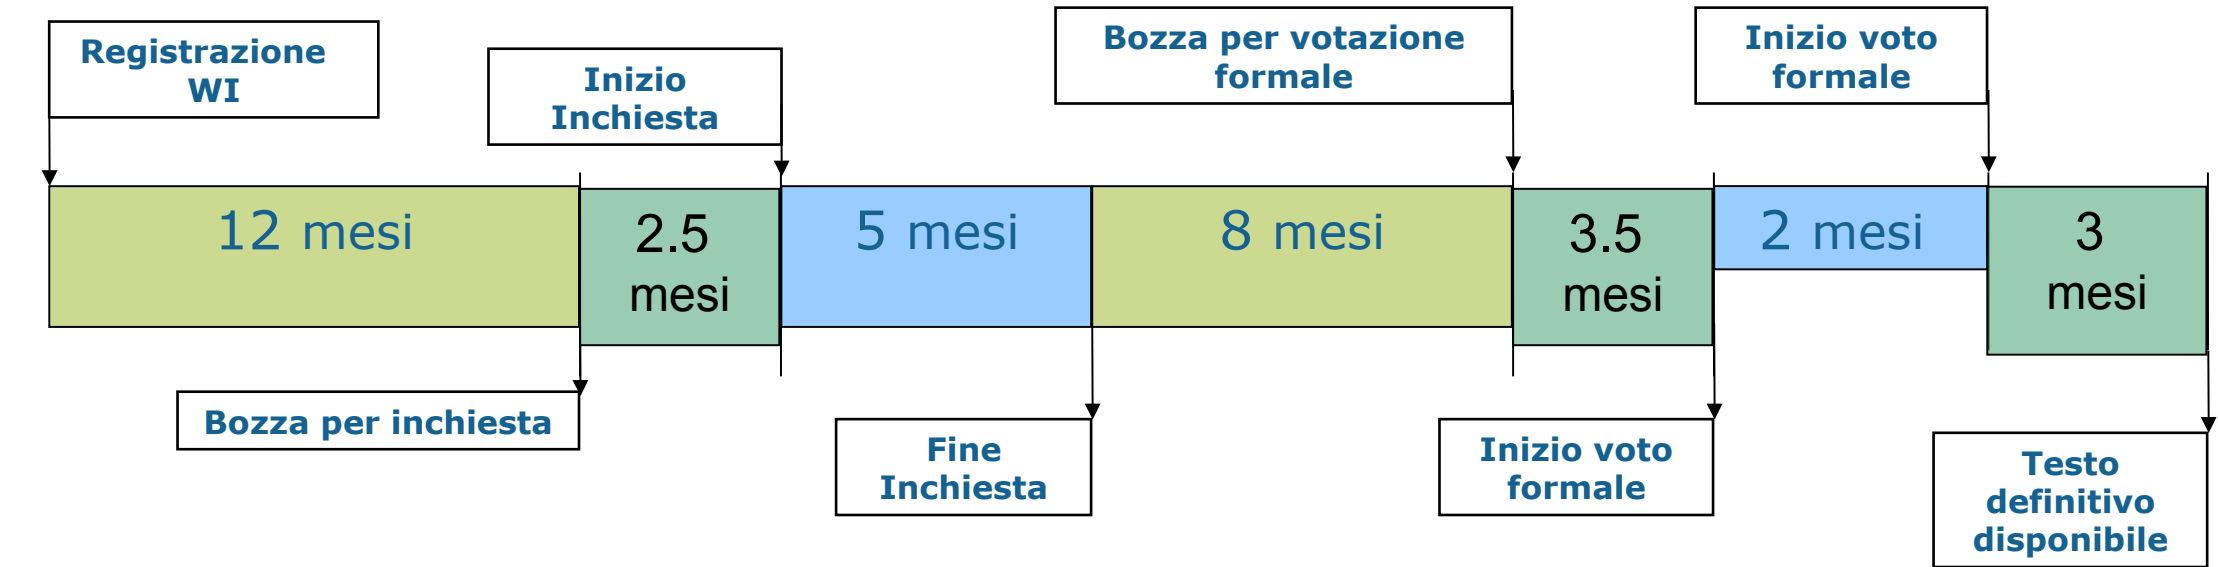 Registrazione
WI
Inizio
Inchiesta
Bozza per votazione
formale
Inizio voto
formale
12 mesi
2.5
mesi
5 mesi
8 mesi
3.5
mesi
2 mesi
3
mesi
Bozza per inchiesta
Fine
Inchiesta
Inizio voto
formale
Testo
definitivo
disponibile